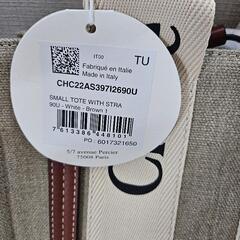 IT00
TU
Fabriqué en Italie
Made in Italy
CHC22AS397I2690U
SMALL TOTE WITH STRA
90U - White - Brown 1
7 613386 448101
PO : 6017321650
5/7 avenue Percier
75008 Paris